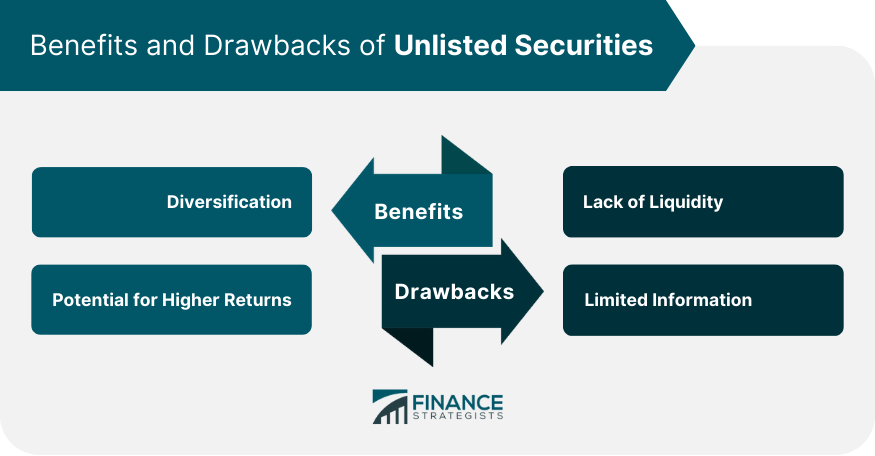 Benefits and Drawbacks of Unlisted Securities
Diversification
Potential for Higher Returns
Benefits
Drawbacks
Lack of Liquidity
Limited Information
FINANCE
STRATEGISTS